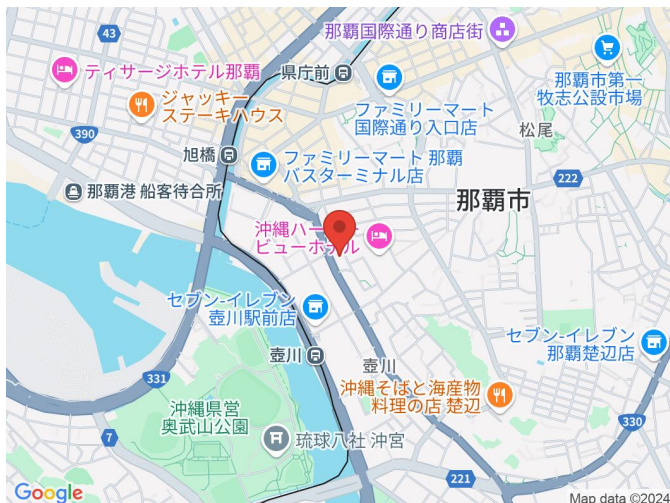 43
那覇国際通り商店街
ティサージホテル那覇
県庁前
那覇市第一
牧志公設市場
ジャッキー
ステーキハウス
ファミリーマート
国際通り入口店
松尾
390
旭橋
ファミリーマート 那覇
バスターミナル店
222
那覇港 船客待合所
那覇市
沖縄ハー
ビューホテル
セブン-イレブン
壺川駅前店
セブン-イレブン
那覇楚辺店
壺川
壺川
331
沖縄そばと海産物
料理の店 楚辺
沖縄県営
奥武山公園
330
7
琉球八社 沖宮
221
Google
Map data ©2024